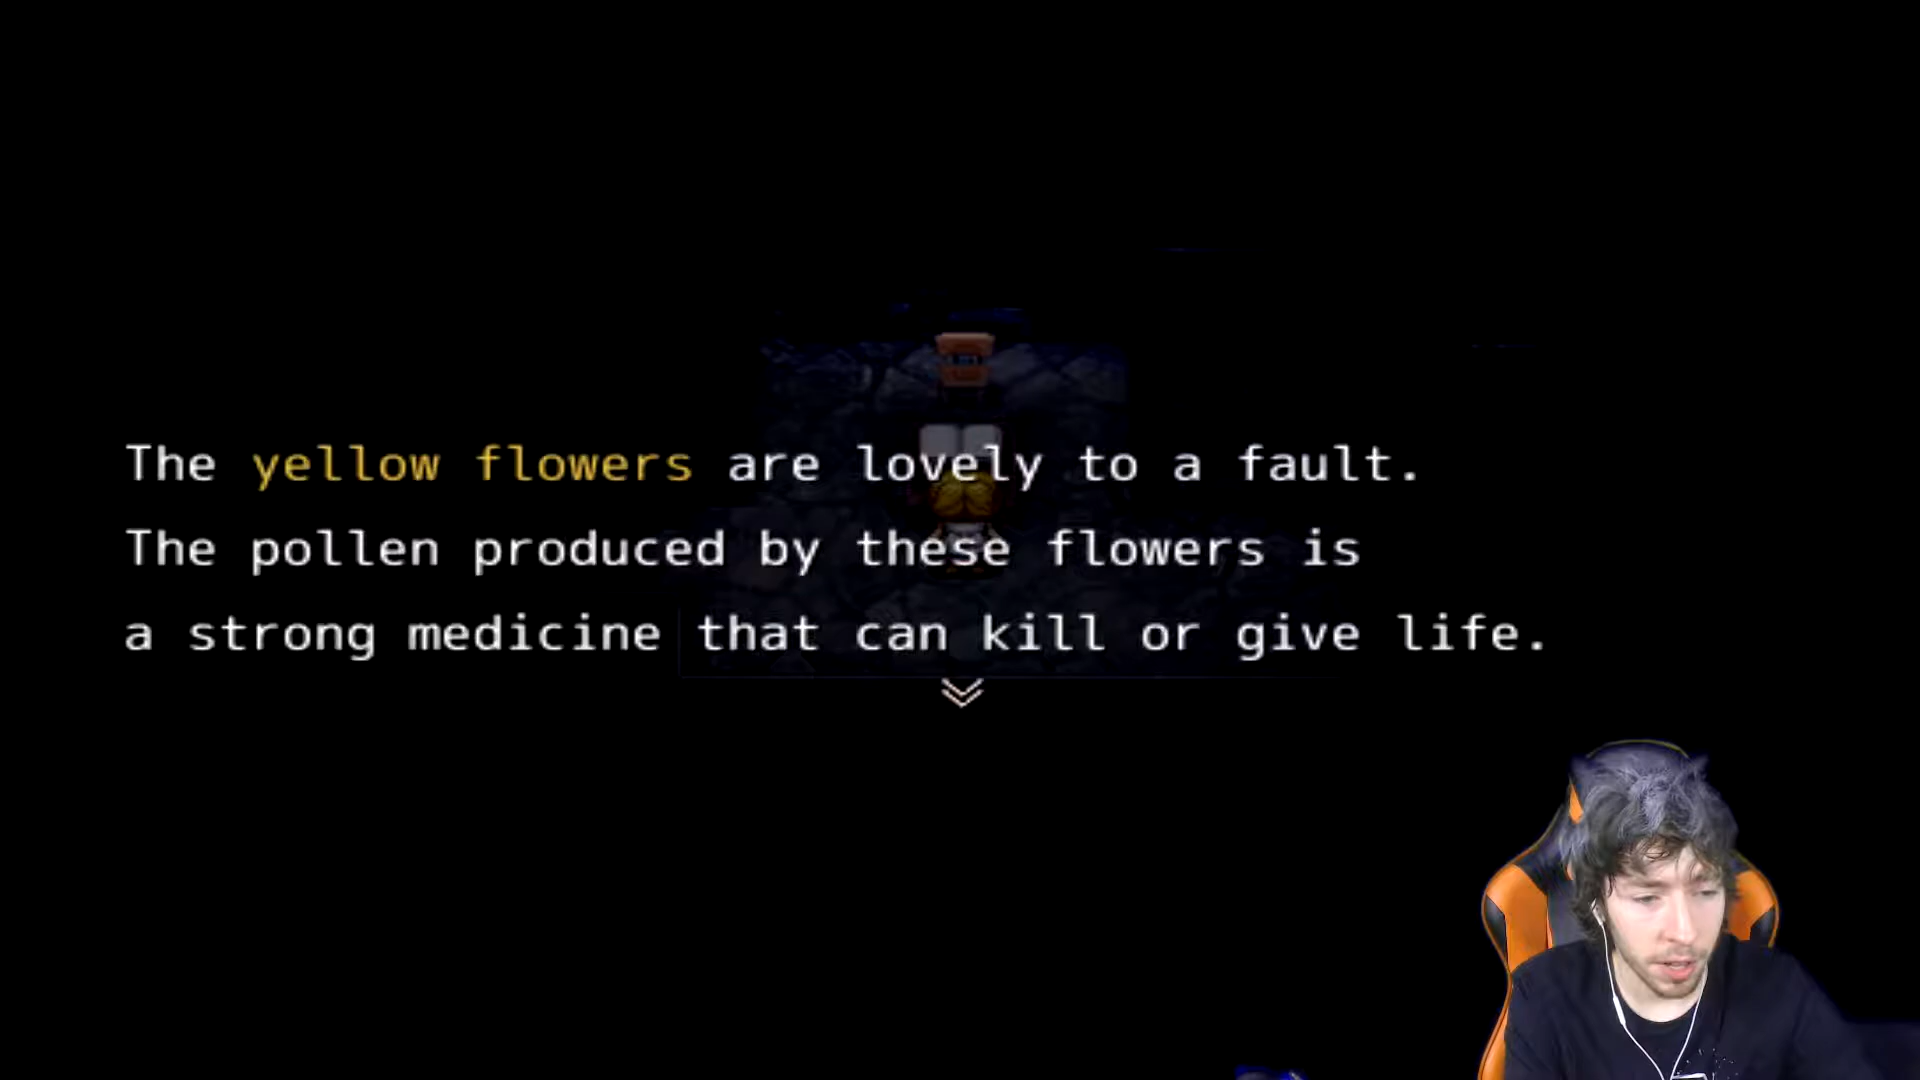 The yellow flowers are lovely to a fault.
The pollen produced by these flowers is
a strong medicine that can kill or give life.